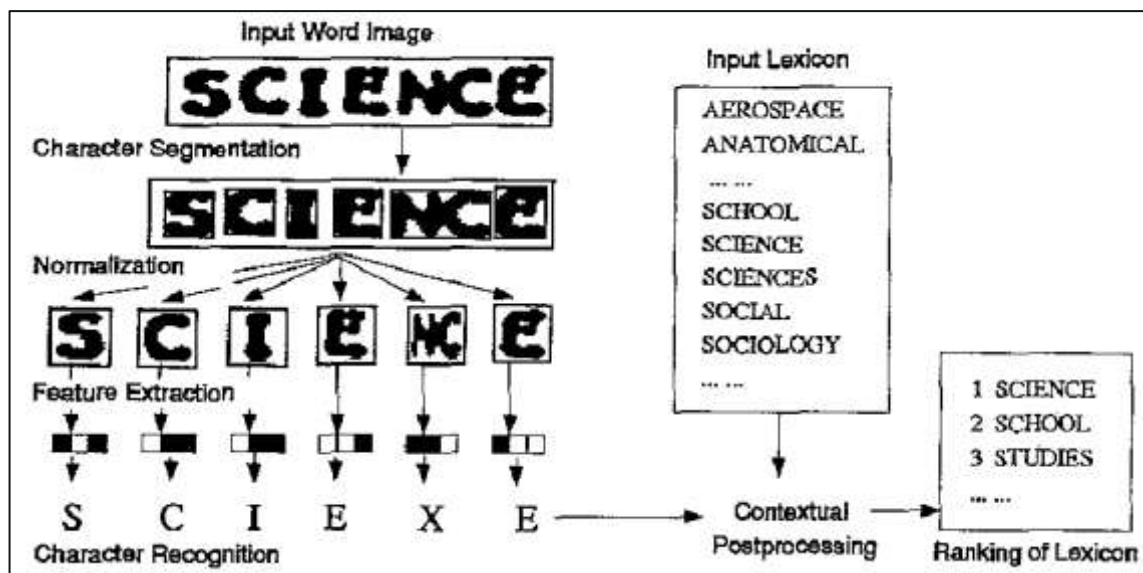 Input Word Image
SCIENCE
Character Segmentation
SCIENCE
Normalization
S C I E NC E
Feature Extraction
S C I E X E
Character Recognition
Input Lexicon
AEROSPACE
ANATOMICAL
... ...
SCHOOL
SCIENCE
SCIENCES
SOCIAL
SOCIOLOGY
... ...
Contextual
Postprocessing
1 SCIENCE
2 SCHOOL
3 STUDIES
... ...
Ranking of Lexicon